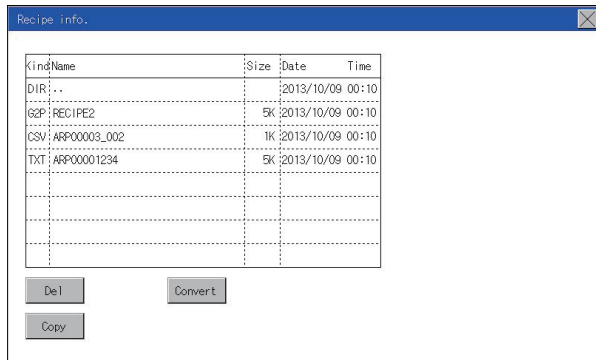 Recipe info.
Kind Name Size Date Time
DIR .. 2013/10/09 00:10
G2P RECIPE2 5K 2013/10/09 00:10
CSV ARP00003_002 1K 2013/10/09 00:10
TXT ARP00001234 5K 2013/10/09 00:10
Del Convert
Copy